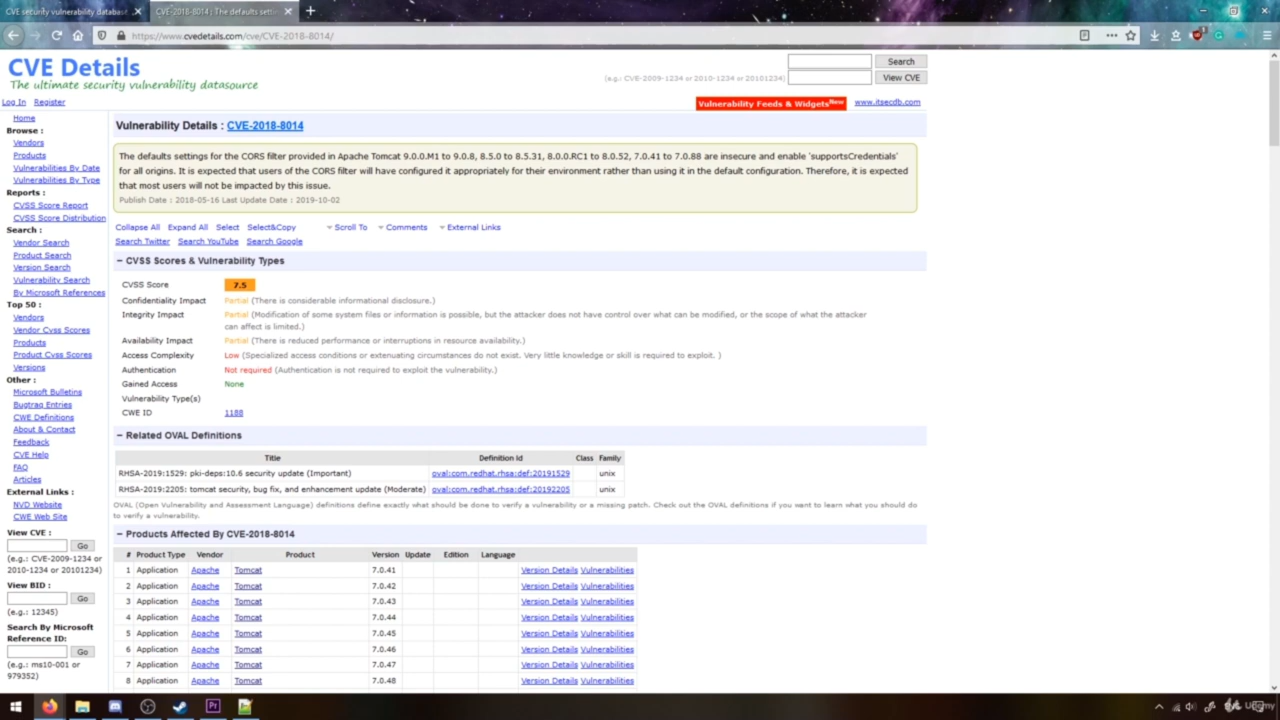 CVE security vulnerability databas
CVE-2018-8014 : The defaults settin
https://www.cvedetails.com/cve/CVE-2018-8014/
CVE Details
The ultimate security vulnerability datasource
Search
(e.g.: CVE-2009-1234 or 2010-1234 or 20101234)
View CVE
Log In Register
Vulnerability Feeds & WidgetsNew
www.itsecdb.com
Home
Browse :
Vendors
Products
Vulnerabilities By Date
Vulnerabilities By Type
Reports :
CVSS Score Report
CVSS Score Distribution
Search :
Vendor Search
Product Search
Version Search
Vulnerability Search
By Microsoft References
Top 50 :
Vendors
Vendor Cvss Scores
Products
Product Cvss Scores
Versions
Other :
Microsoft Bulletins
Bugtraq Entries
CWE Definitions
About & Contact
Feedback
CVE Help
FAQ
Articles
External Links :
NVD Website
CWE Web Site
View CVE :
Go
(e.g.: CVE-2009-1234 or
2010-1234 or 20101234)
View BID :
Go
(e.g.: 12345)
Search By Microsoft
Reference ID:
Go
(e.g.: ms10-001 or
979352)
Vulnerability Details : CVE-2018-8014
The defaults settings for the CORS filter provided in Apache Tomcat 9.0.0.M1 to 9.0.8, 8.5.0 to 8.5.31, 8.0.0.RC1 to 8.0.52, 7.0.41 to 7.0.88 are insecure and enable 'supportsCredentials'
for all origins. It is expected that users of the CORS filter will have configured it appropriately for their environment rather than using it in the default configuration. Therefore, it is expected
that most users will not be impacted by this issue.
Publish Date : 2018-05-16 Last Update Date : 2019-10-02
Collapse All Expand All Select Select&Copy Scroll To Comments External Links
Search Twitter Search YouTube Search Google
− CVSS Scores & Vulnerability Types
CVSS Score 7.5
Confidentiality Impact Partial (There is considerable informational disclosure.)
Integrity Impact Partial (Modification of some system files or information is possible, but the attacker does not have control over what can be modified, or the scope of what the attacker
can affect is limited.)
Availability Impact Partial (There is reduced performance or interruptions in resource availability.)
Access Complexity Low (Specialized access conditions or extenuating circumstances do not exist. Very little knowledge or skill is required to exploit. )
Authentication Not required (Authentication is not required to exploit the vulnerability.)
Gained Access None
Vulnerability Type(s)
CWE ID 1188
− Related OVAL Definitions
Title Definition Id Class Family
RHSA-2019:1529: pki-deps:10.6 security update (Important) oval:com.redhat.rhsa:def:20191529 unix
RHSA-2019:2205: tomcat security, bug fix, and enhancement update (Moderate) oval:com.redhat.rhsa:def:20192205 unix
OVAL (Open Vulnerability and Assessment Language) definitions define exactly what should be done to verify a vulnerability or a missing patch. Check out the OVAL definitions if you want to learn what you should do
to verify a vulnerability.
− Products Affected By CVE-2018-8014
# Product Type Vendor Product Version Update Edition Language
1 Application Apache Tomcat 7.0.41 Version Details Vulnerabilities
2 Application Apache Tomcat 7.0.42 Version Details Vulnerabilities
3 Application Apache Tomcat 7.0.43 Version Details Vulnerabilities
4 Application Apache Tomcat 7.0.44 Version Details Vulnerabilities
5 Application Apache Tomcat 7.0.45 Version Details Vulnerabilities
6 Application Apache Tomcat 7.0.46 Version Details Vulnerabilities
7 Application Apache Tomcat 7.0.47 Version Details Vulnerabilities
8 Application Apache Tomcat 7.0.48 Version Details Vulnerabilities
Pr
Udemy